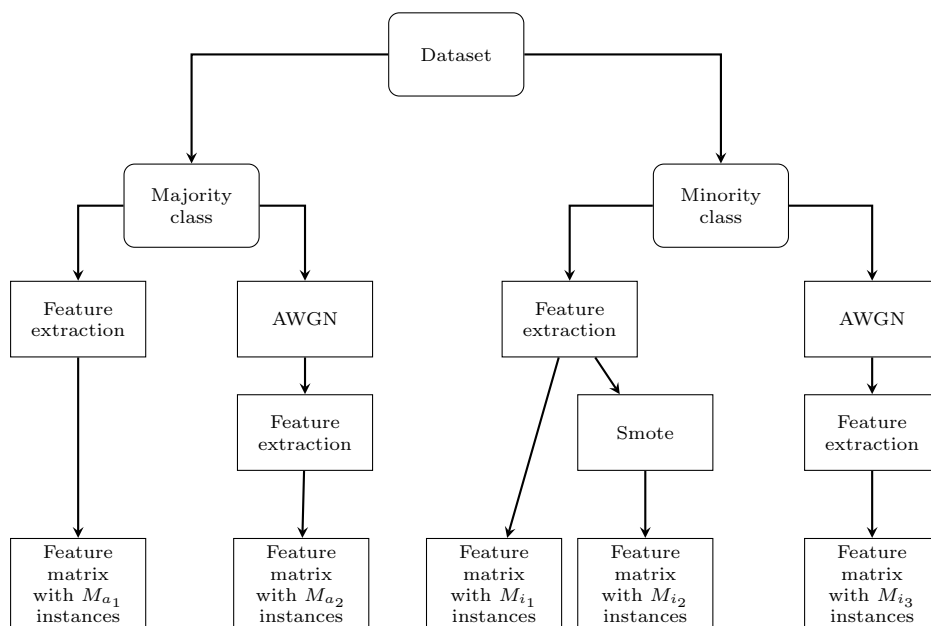 Dataset
Majority
class
Minority
class
Feature
extraction
AWGN
Feature
extraction
AWGN
Feature
extraction
Smote
Feature
extraction
Feature
matrix
with $M_{a_1}$
instances
Feature
matrix
with $M_{a_2}$
instances
Feature
matrix
with $M_{i_1}$
instances
Feature
matrix
with $M_{i_2}$
instances
Feature
matrix
with $M_{i_3}$
instances